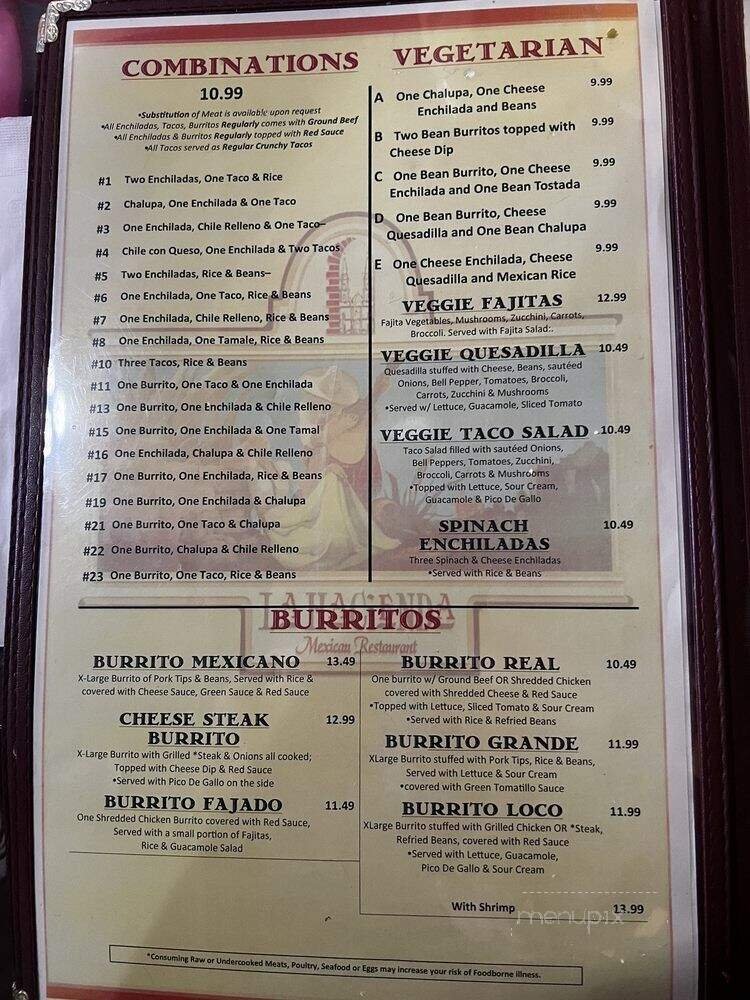 COMBINATIONS
10.99
•Substitution of Meat is available upon request
•All Enchiladas, Tacos, Burritos Regularly comes with Ground Beef
•All Enchiladas & Burritos Regularly topped with Red Sauce
•All Tacos served as Regular Crunchy Tacos
#1 Two Enchiladas, One Taco & Rice
#2 Chalupa, One Enchilada & One Taco
#3 One Enchilada, Chile Relleno & One Taco–
#4 Chile con Queso, One Enchilada & Two Tacos
#5 Two Enchiladas, Rice & Beans–
#6 One Enchilada, One Taco, Rice & Beans
#7 One Enchilada, Chile Relleno, Rice & Beans
#8 One Enchilada, One Tamale, Rice & Beans
#10 Three Tacos, Rice & Beans
#11 One Burrito, One Taco & One Enchilada
#13 One Burrito, One Enchilada & Chile Relleno
#15 One Burrito, One Enchilada & One Tamal
#16 One Enchilada, Chalupa & Chile Relleno
#17 One Burrito, One Enchilada, Rice & Beans
#19 One Burrito, One Enchilada & Chalupa
#21 One Burrito, One Taco & Chalupa
#22 One Burrito, Chalupa & Chile Relleno
#23 One Burrito, One Taco, Rice & Beans
VEGETARIAN
A One Chalupa, One Cheese 9.99
Enchilada and Beans
B Two Bean Burritos topped with 9.99
Cheese Dip
C One Bean Burrito, One Cheese 9.99
Enchilada and One Bean Tostada
D One Bean Burrito, Cheese 9.99
Quesadilla and One Bean Chalupa
E One Cheese Enchilada, Cheese 9.99
Quesadilla and Mexican Rice
VEGGIE FAJITAS 12.99
Fajita Vegetables, Mushrooms, Zucchini, Carrots,
Broccoli. Served with Fajita Salad:.
VEGGIE QUESADILLA 10.49
Quesadilla stuffed with Cheese, Beans, sautéed
Onions, Bell Pepper, Tomatoes, Broccoli,
Carrots, Zucchini & Mushrooms
•Served w/ Lettuce, Guacamole, Sliced Tomato
VEGGIE TACO SALAD 10.49
Taco Salad filled with sautéed Onions,
Bell Peppers, Tomatoes, Zucchini,
Broccoli, Carrots & Mushrooms
•Topped with Lettuce, Sour Cream,
Guacamole & Pico De Gallo
SPINACH 10.49
ENCHILADAS
Three Spinach & Cheese Enchiladas
•Served with Rice & Beans
LA HACIENDA
Mexican Restaurant
BURRITOS
BURRITO MEXICANO 13.49
X-Large Burrito of Pork Tips & Beans, Served with Rice &
covered with Cheese Sauce, Green Sauce & Red Sauce
CHEESE STEAK 12.99
BURRITO
X-Large Burrito with Grilled *Steak & Onions all cooked;
Topped with Cheese Dip & Red Sauce
•Served with Pico De Gallo on the side
BURRITO FAJADO 11.49
One Shredded Chicken Burrito covered with Red Sauce,
Served with a small portion of Fajitas,
Rice & Guacamole Salad
BURRITO REAL 10.49
One burrito w/ Ground Beef OR Shredded Chicken
covered with Shredded Cheese & Red Sauce
•Topped with Lettuce, Sliced Tomato & Sour Cream
•Served with Rice & Refried Beans
BURRITO GRANDE 11.99
XLarge Burrito stuffed with Pork Tips, Rice & Beans,
Served with Lettuce & Sour Cream
•covered with Green Tomatillo Sauce
BURRITO LOCO 11.99
XLarge Burrito stuffed with Grilled Chicken OR *Steak,
Refried Beans, covered with Red Sauce
•Served with Lettuce, Guacamole,
Pico De Gallo & Sour Cream
With Shrimp 13.99
menupix
*Consuming Raw or Undercooked Meats, Poultry, Seafood or Eggs may increase your risk of Foodborne illness.